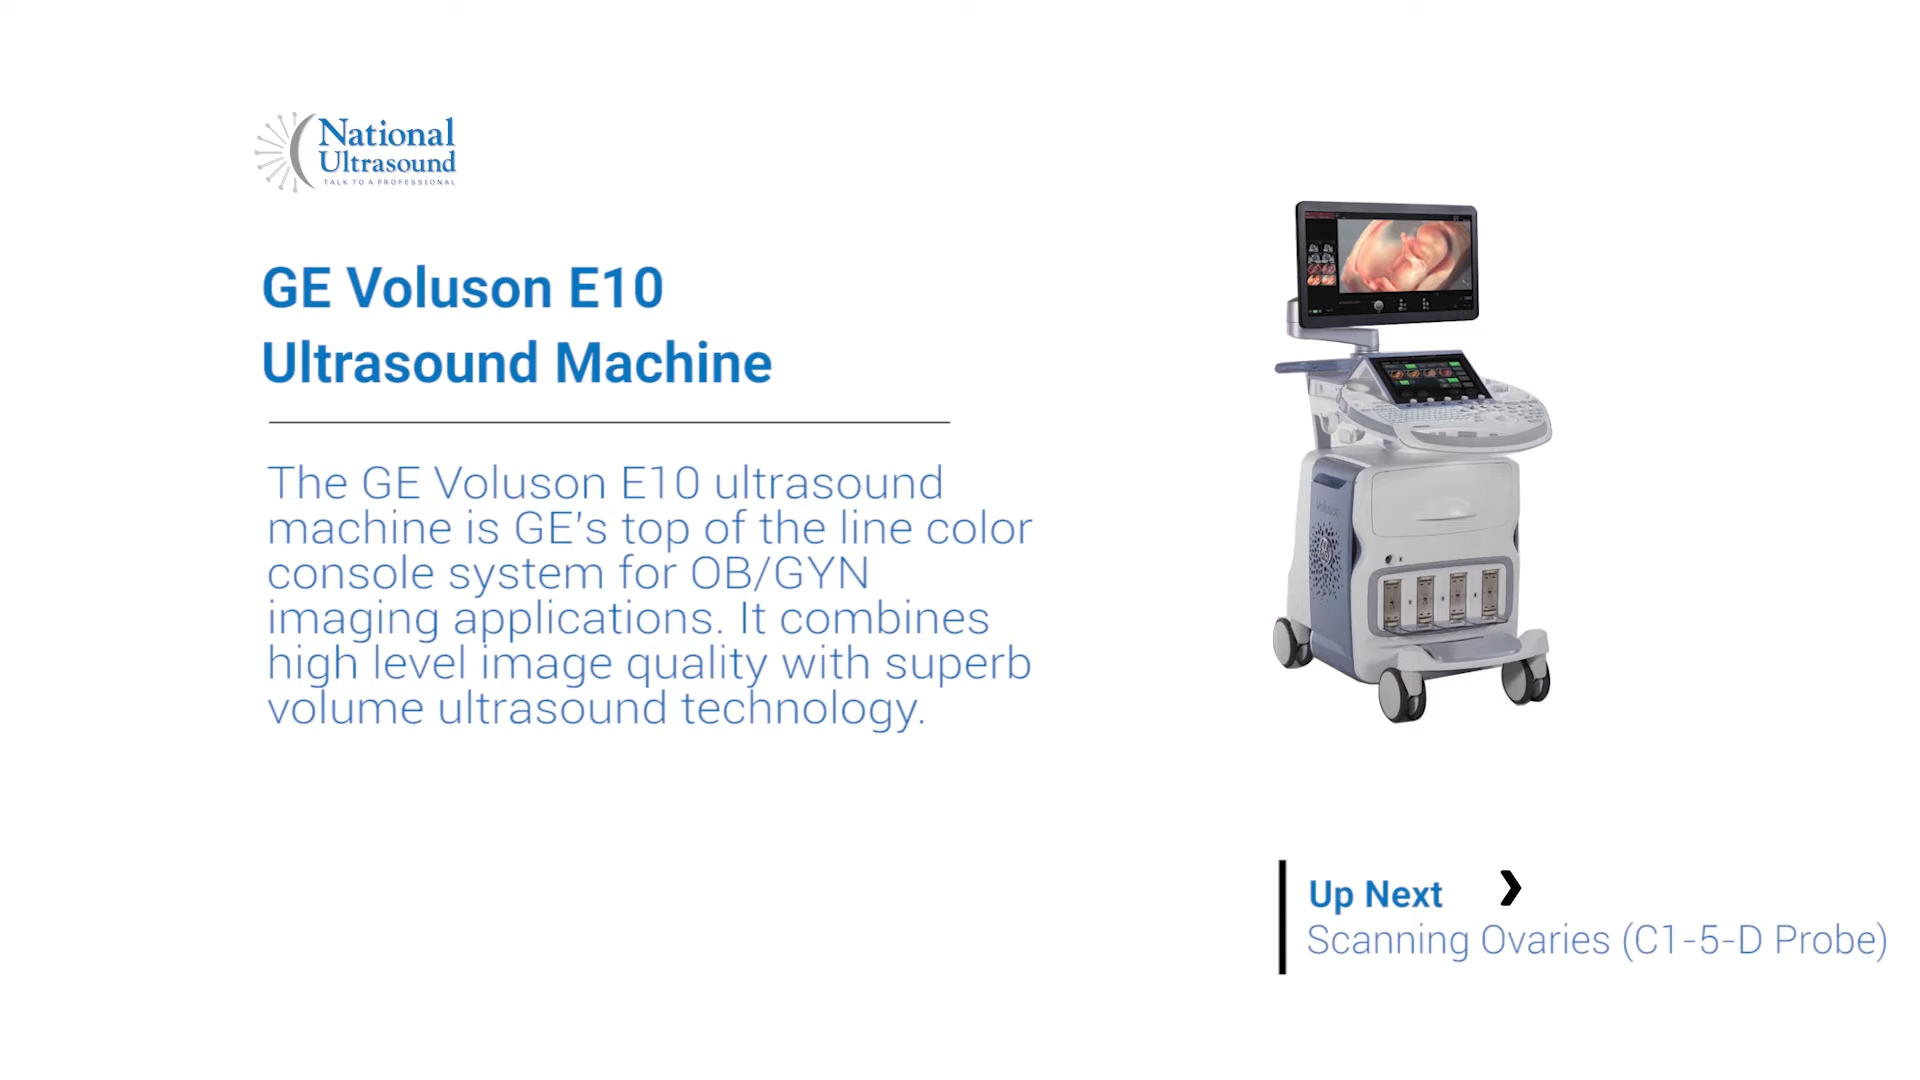 National
Ultrasound
TALK TO A PROFESSIONAL
GE Voluson E10
Ultrasound Machine
The GE Voluson E10 ultrasound
machine is GE's top of the line color
console system for OB/GYN
imaging applications. It combines
high level image quality with superb
volume ultrasound technology.
Up Next
Scanning Ovaries (C1-5-D Probe)